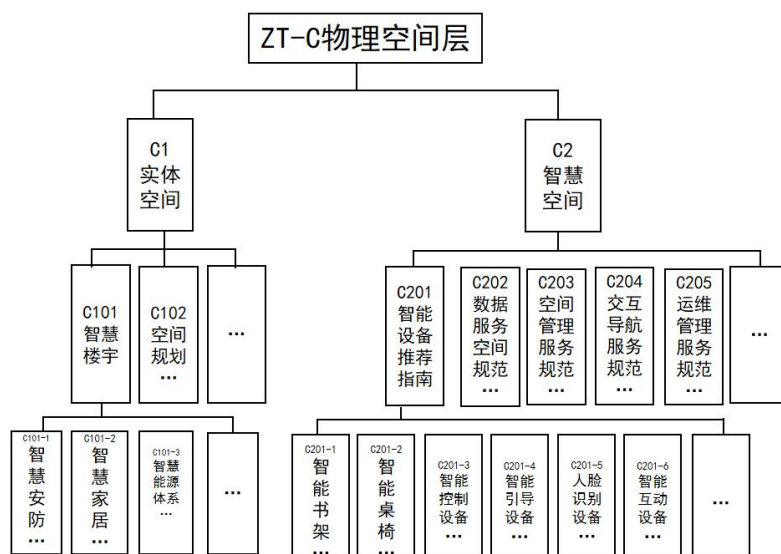 ZT-C物理空间层
C1
实体
空间
C2
智慧
空间
C101
智慧
楼宇
C102
空间
规划
…
…
C201
智能
设备
推荐
指南
C202
数据
服务
空间
规范
…
C203
空间
管理
服务
规范
…
C204
交互
导航
服务
规范
…
C205
运维
管理
服务
规范
…
…
C101-1
智
慧
安
防
…
C101-2
智
慧
家
居
…
C101-3
智慧
能源
体系
…
…
C201-1
智
能
书
架
…
C201-2
智
能
桌
椅
…
C201-3
智能
控制
设备
…
C201-4
智能
引导
设备
…
C201-5
人脸
识别
设备
…
C201-6
智能
互动
设备
…
…